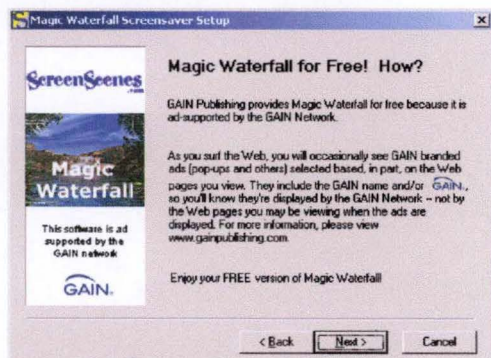 Magic Waterfall Screensaver Setup
ScreenScenes
.com
Magic
Waterfall
This software is ad
supported by the
GAIN network
GAIN.
Magic Waterfall for Free! How?
GAIN Publishing provides Magic Waterfall for free because it is
ad-supported by the GAIN Network.
As you surf the Web, you will occasionally see GAIN branded
ads (pop-ups and others) selected based, in part, on the Web
pages you view. They include the GAIN name and/or GAIN.,
so you'll know they're displayed by the GAIN Network -- not by
the Web pages you may be viewing when the ads are
displayed. For more information, please view
www.gainpublishing.com.
Enjoy your FREE version of Magic Waterfall!
< Back
Next >
Cancel